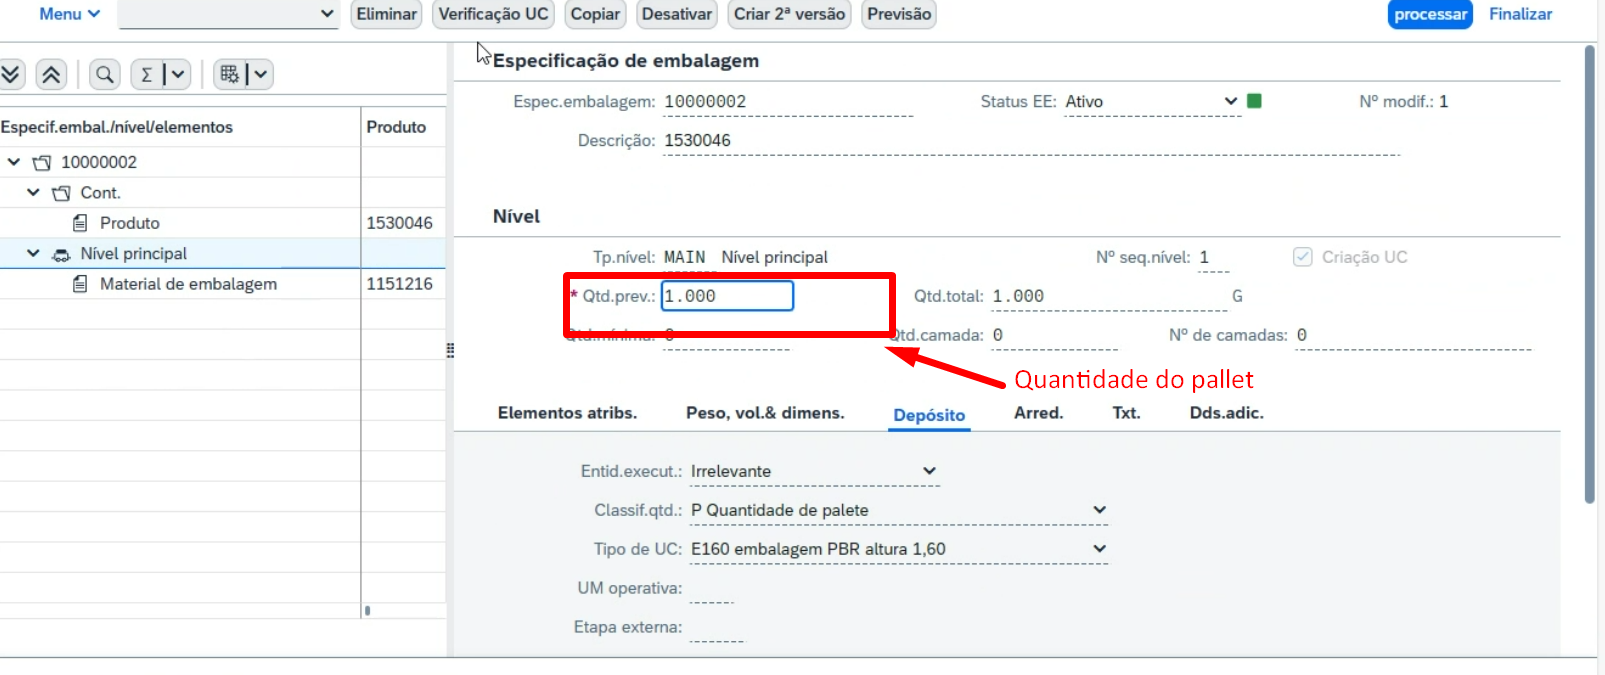 Menu Eliminar Verificação UC Copiar Desativar Criar 2ª versão Previsão processar Finalizar
Especif.embal./nível/elementos Produto
10000002
Cont.
Produto 1530046
Nível principal
Material de embalagem 1151216
Especificação de embalagem
Espec.embalagem: 10000002 Status EE: Ativo Nº modif.: 1
Descrição: 1530046
Nível
Tp.nível: MAIN Nível principal Nº seq.nível: 1 Criação UC
* Qtd.prev.: 1.000 Qtd.total: 1.000 G
Qtd.mínima: 0 Qtd.camada: 0 Nº de camadas: 0
Quantidade do pallet
Elementos atribs. Peso, vol.& dimens. Depósito Arred. Txt. Dds.adic.
Entid.execut.: Irrelevante
Classif.qtd.: P Quantidade de palete
Tipo de UC: E160 embalagem PBR altura 1,60
UM operativa:
Etapa externa: